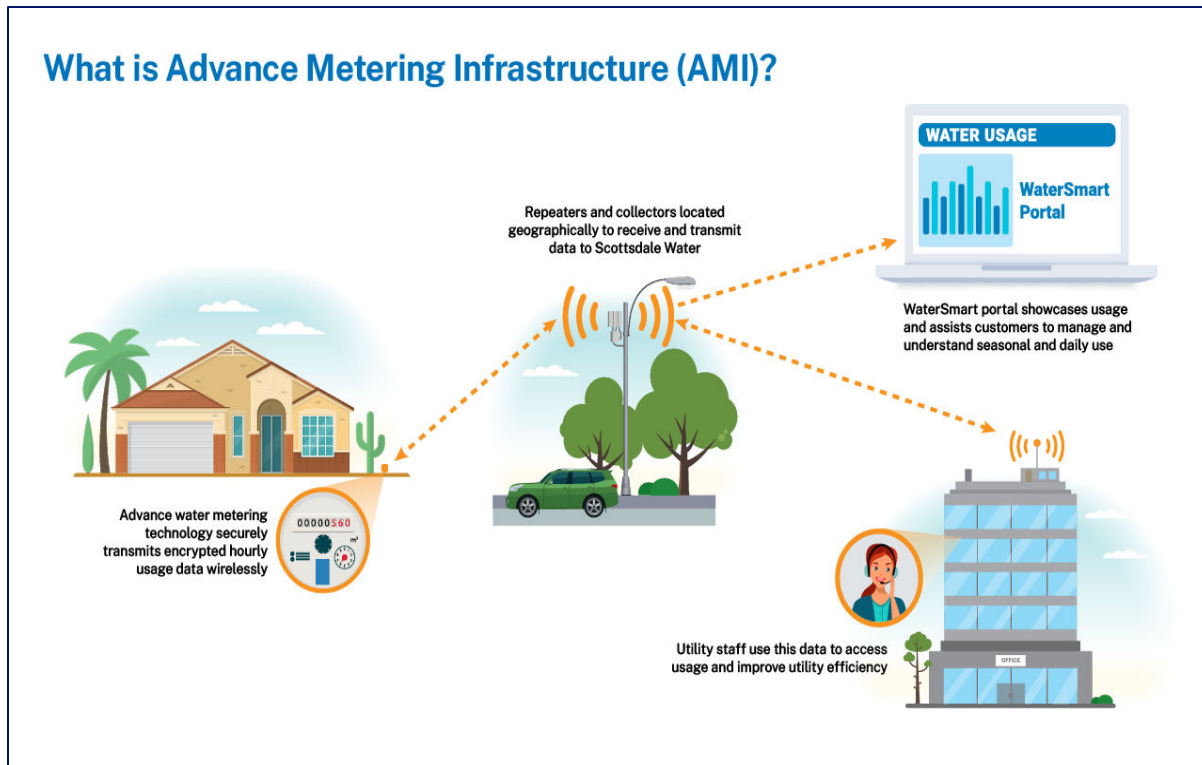 What is Advance Metering Infrastructure (AMI)?
WATER USAGE
WaterSmart
Portal
Repeaters and collectors located
geographically to receive and transmit
data to Scottsdale Water
WaterSmart portal showcases usage
and assists customers to manage and
understand seasonal and daily use
Advance water metering
technology securely
transmits encrypted hourly
usage data wirelessly
00000560
m³
Utility staff use this data to access
usage and improve utility efficiency
OFFICE